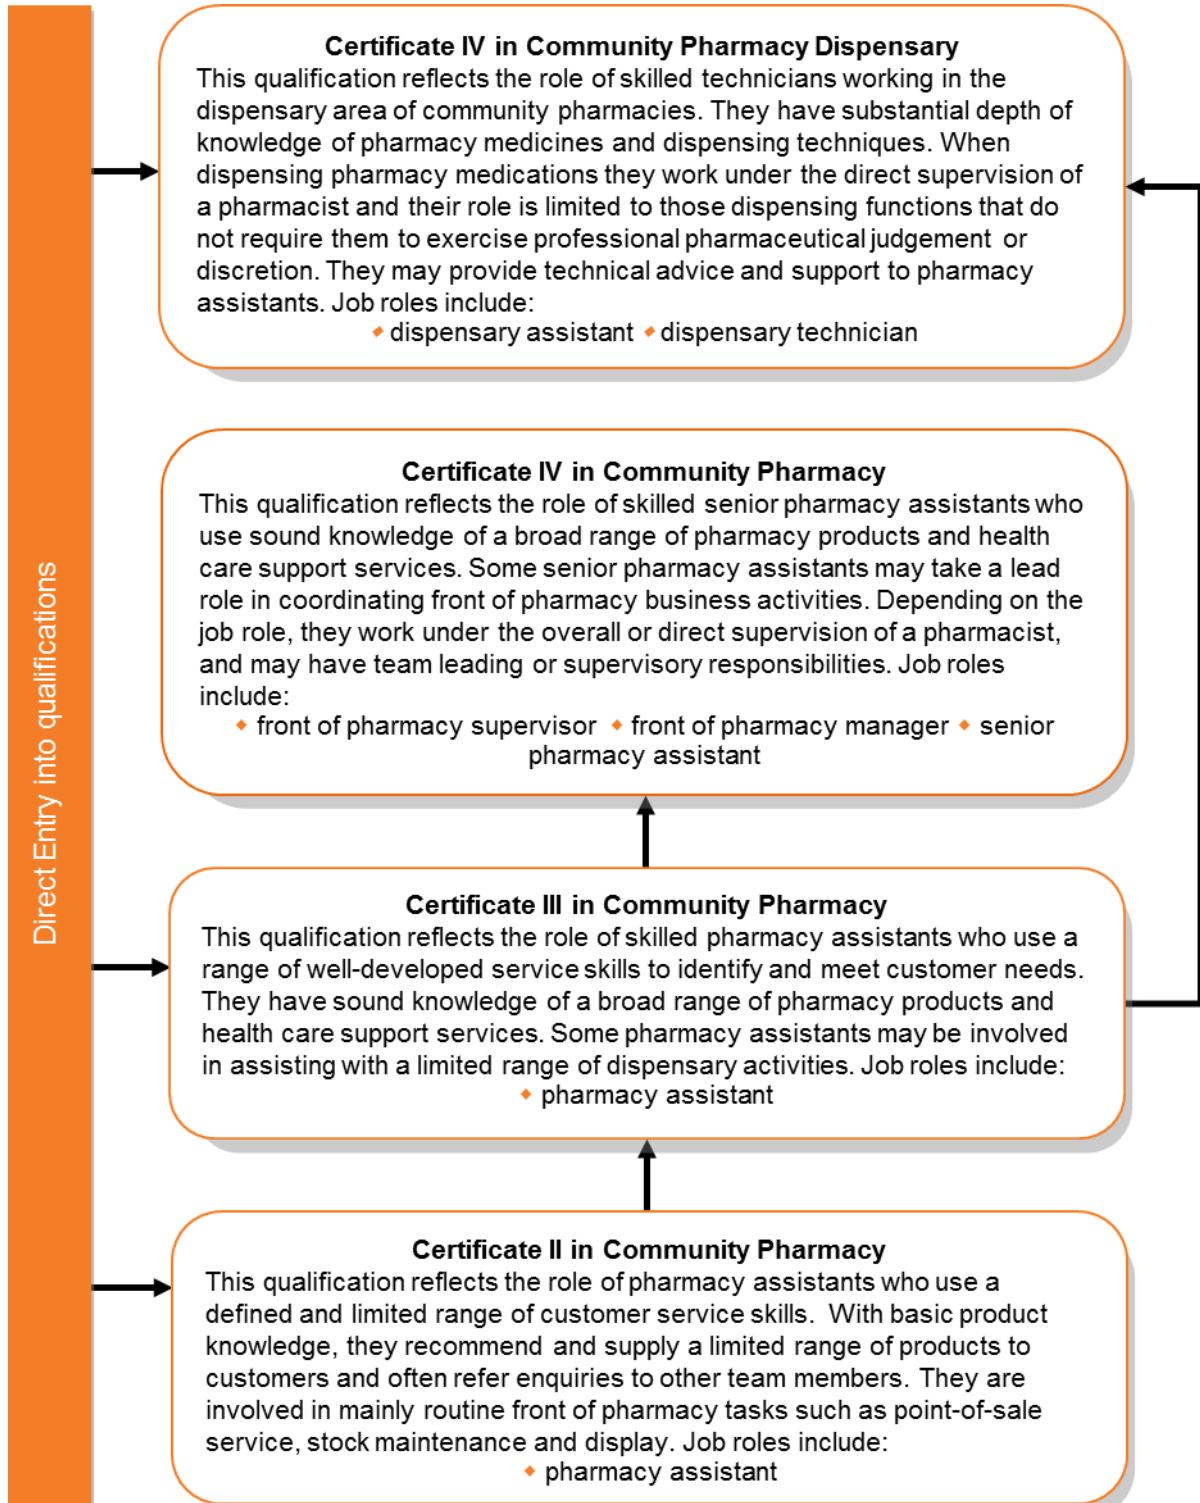 Direct Entry into qualifications
Certificate IV in Community Pharmacy Dispensary
This qualification reflects the role of skilled technicians working in the
dispensary area of community pharmacies. They have substantial depth of
knowledge of pharmacy medicines and dispensing techniques. When
dispensing pharmacy medications they work under the direct supervision of
a pharmacist and their role is limited to those dispensing functions that do
not require them to exercise professional pharmaceutical judgement or
discretion. They may provide technical advice and support to pharmacy
assistants. Job roles include:
◆ dispensary assistant ◆ dispensary technician
Certificate IV in Community Pharmacy
This qualification reflects the role of skilled senior pharmacy assistants who
use sound knowledge of a broad range of pharmacy products and health
care support services. Some senior pharmacy assistants may take a lead
role in coordinating front of pharmacy business activities. Depending on the
job role, they work under the overall or direct supervision of a pharmacist,
and may have team leading or supervisory responsibilities. Job roles
include:
◆ front of pharmacy supervisor ◆ front of pharmacy manager ◆ senior
pharmacy assistant
Certificate III in Community Pharmacy
This qualification reflects the role of skilled pharmacy assistants who use a
range of well-developed service skills to identify and meet customer needs.
They have sound knowledge of a broad range of pharmacy products and
health care support services. Some pharmacy assistants may be involved
in assisting with a limited range of dispensary activities. Job roles include:
◆ pharmacy assistant
Certificate II in Community Pharmacy
This qualification reflects the role of pharmacy assistants who use a
defined and limited range of customer service skills. With basic product
knowledge, they recommend and supply a limited range of products to
customers and often refer enquiries to other team members. They are
involved in mainly routine front of pharmacy tasks such as point-of-sale
service, stock maintenance and display. Job roles include:
◆ pharmacy assistant